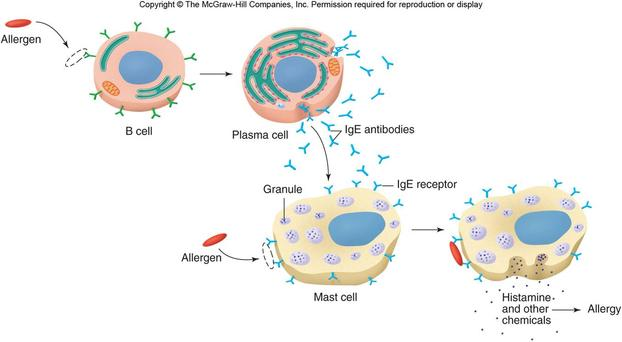 Copyright © The McGraw-Hill Companies, Inc. Permission required for reproduction or display
Allergen
B cell
Plasma cell
IgE antibodies
Granule
IgE receptor
Allergen
Mast cell
Histamine
and other
chemicals
Allergy